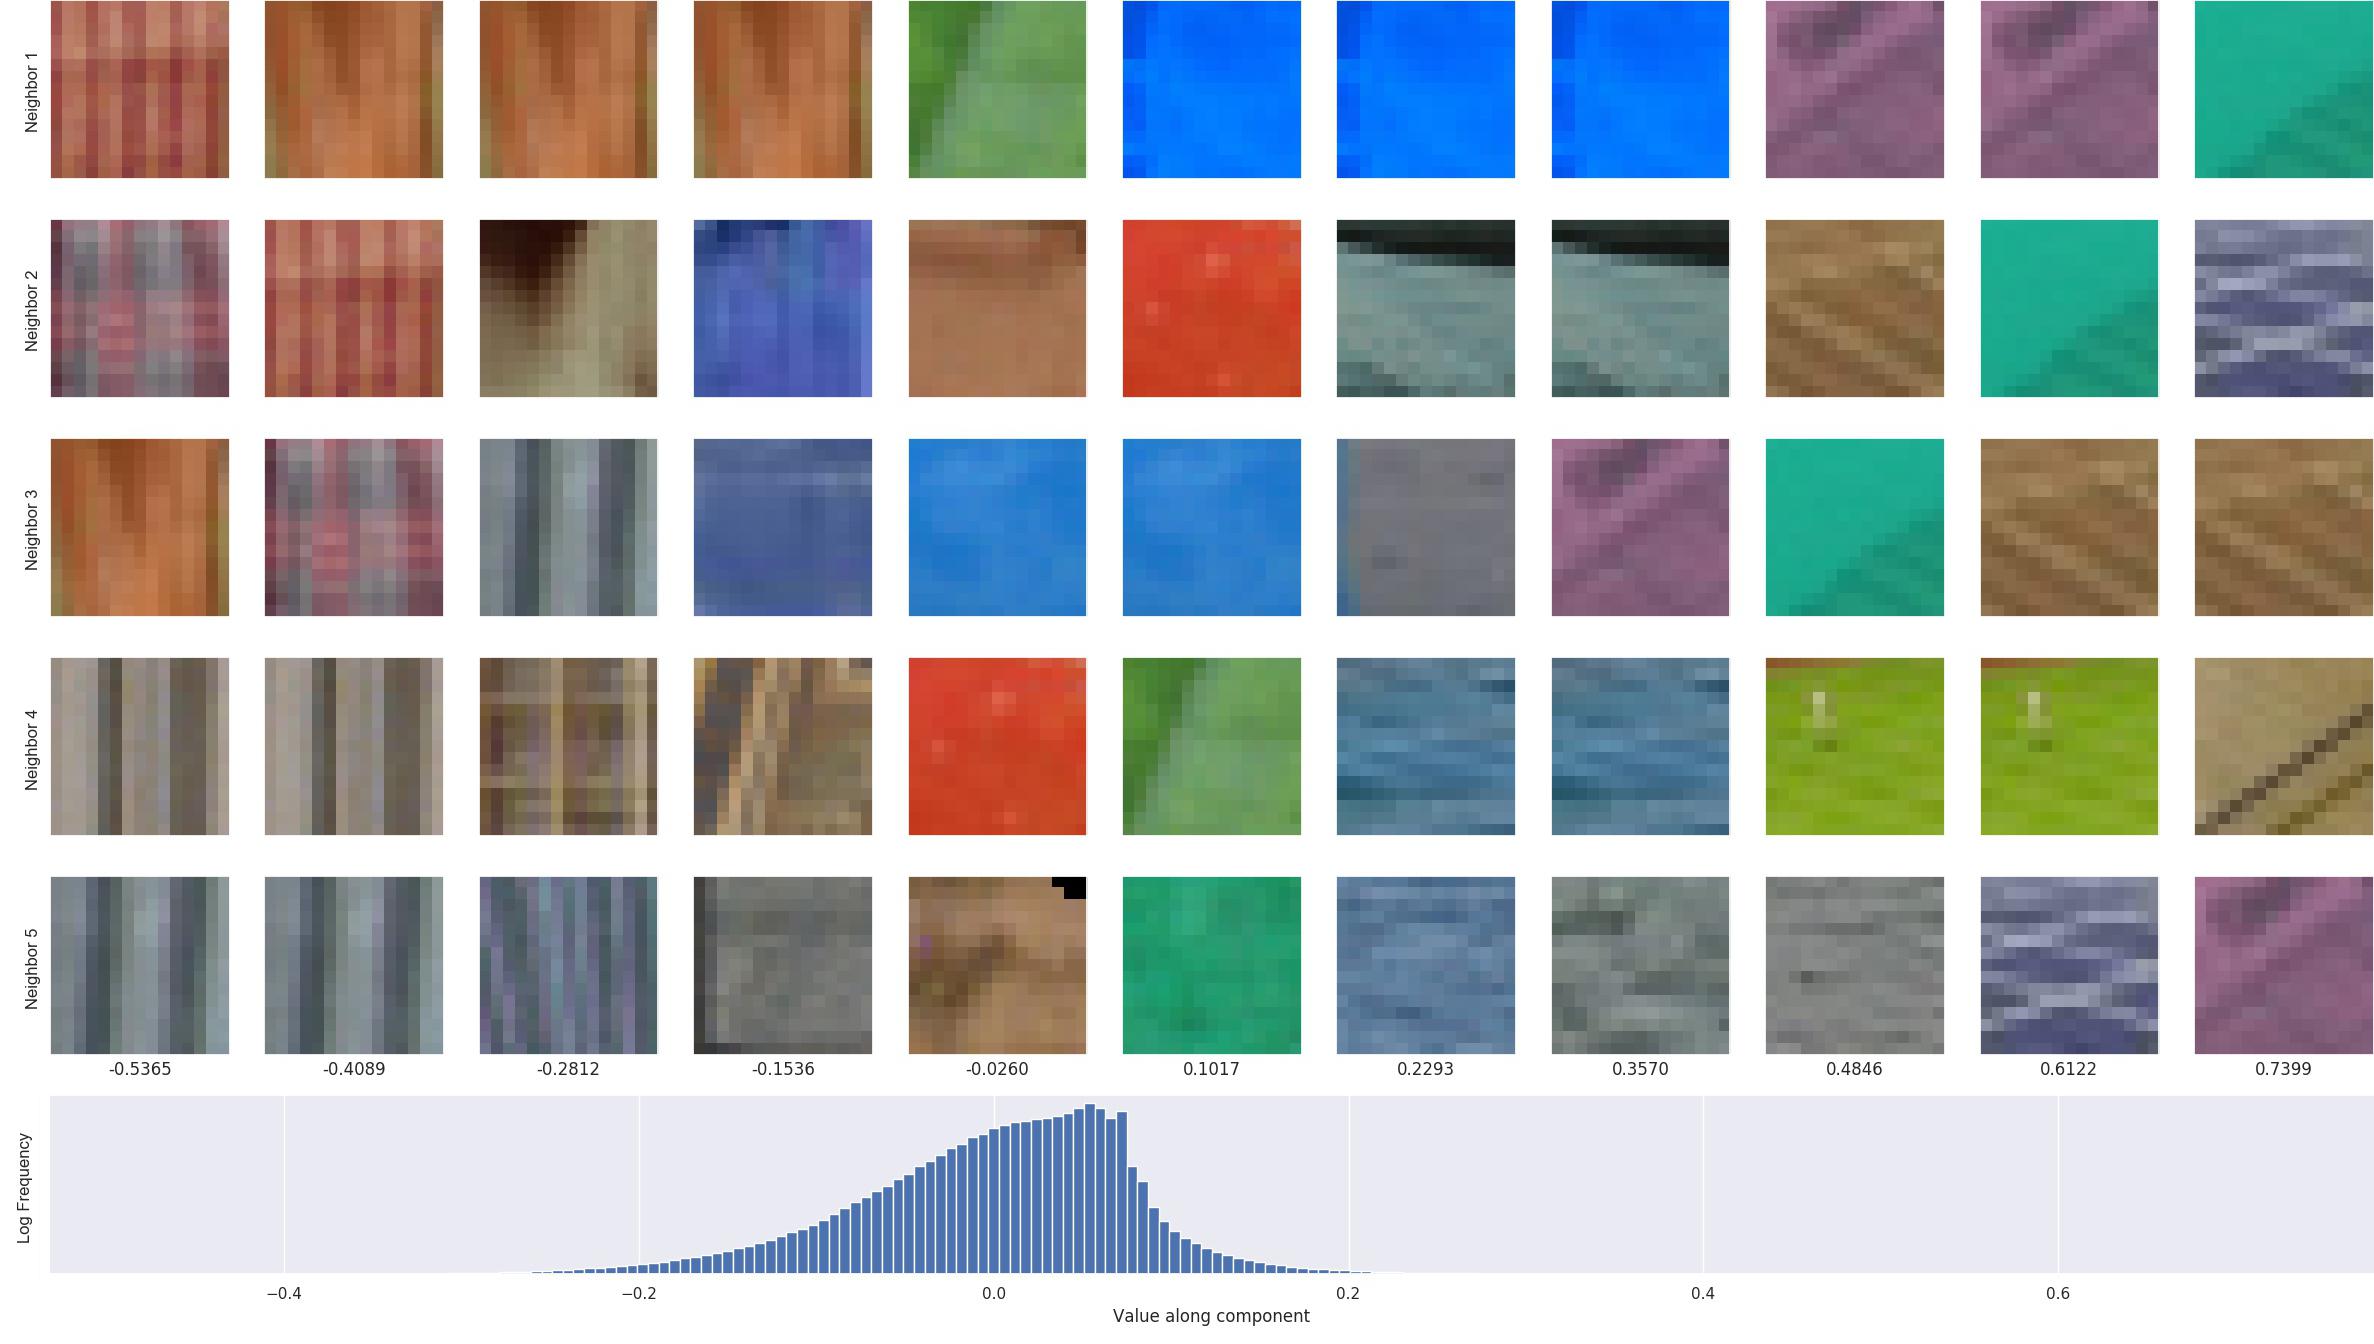 Neighbor 1
Neighbor 2
Neighbor 3
Neighbor 4
Neighbor 5
-0.5365 -0.4089 -0.2812 -0.1536 -0.0260 0.1017 0.2293 0.3570 0.4846 0.6122 0.7399
Log Frequency
−0.4 −0.2 0.0 0.2 0.4 0.6
Value along component